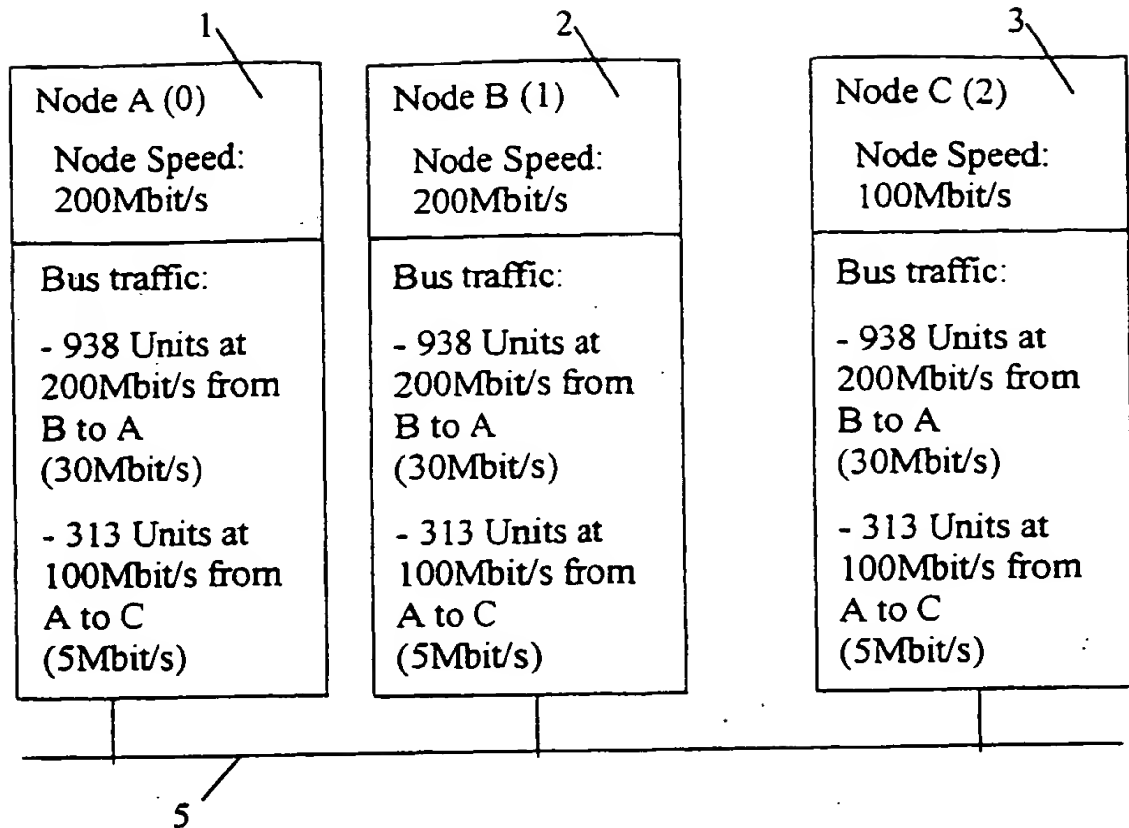 1
2
3
Node A (0)
Node Speed:
200Mbit/s
Bus traffic:
- 938 Units at
200Mbit/s from
B to A
(30Mbit/s)
- 313 Units at
100Mbit/s from
A to C
(5Mbit/s)
Node B (1)
Node Speed:
200Mbit/s
Bus traffic:
- 938 Units at
200Mbit/s from
B to A
(30Mbit/s)
- 313 Units at
100Mbit/s from
A to C
(5Mbit/s)
Node C (2)
Node Speed:
100Mbit/s
Bus traffic:
- 938 Units at
200Mbit/s from
B to A
(30Mbit/s)
- 313 Units at
100Mbit/s from
A to C
(5Mbit/s)
5